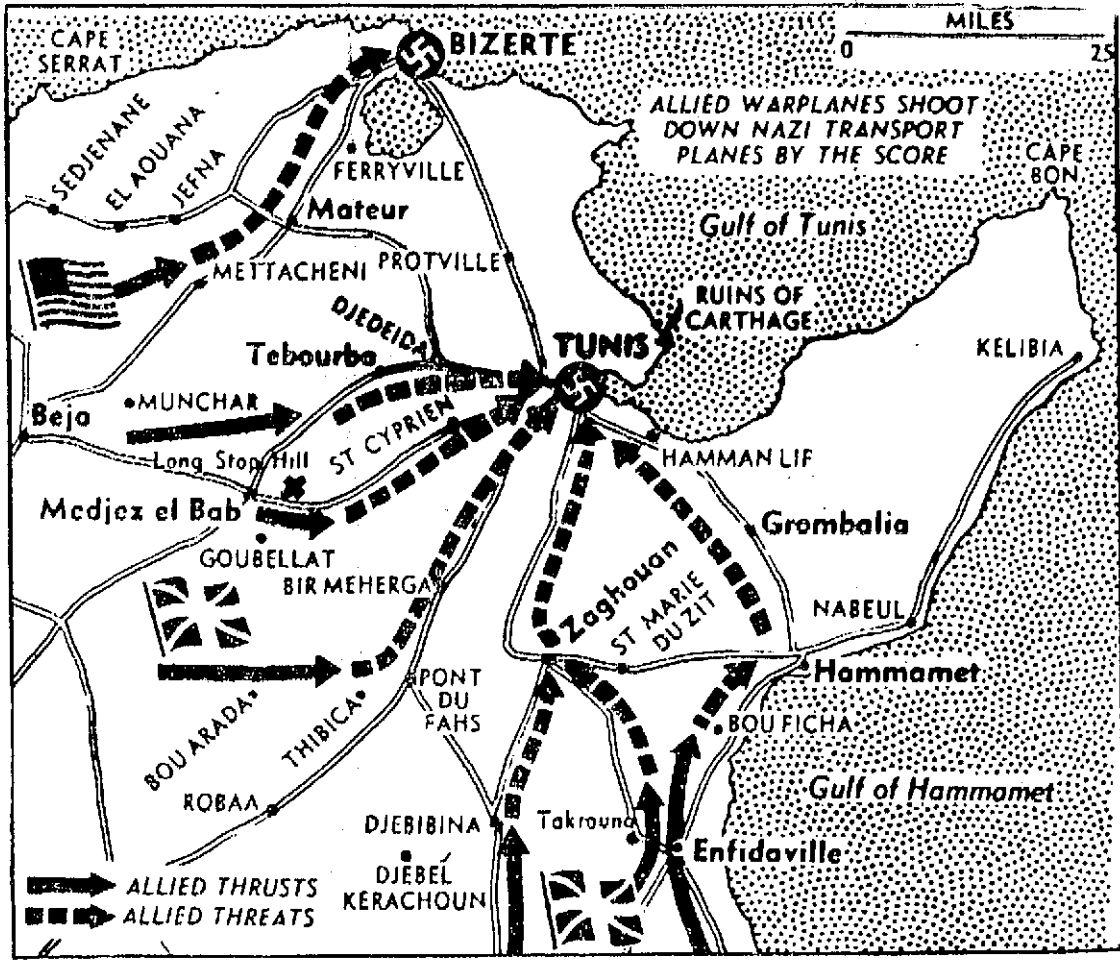 CAPE
SERRAT
BIZERTE
MILES
0 25
ALLIED WARPLANES SHOOT
DOWN NAZI TRANSPORT
PLANES BY THE SCORE
CAPE
BON
SEDJENANE
EL AOUANA
JEFNA
FERRYVILLE
Mateur
Gulf of Tunis
METTACHENI
PROTVILLE
RUINS OF
CARTHAGE
DJEDEIDA
TUNIS
Tebourba
KELIBIA
MUNCHAR
Beja
ST CYPRIEN
Long Stop Hill
HAMMAN LIF
Medjez el Bab
Grombalia
GOUBELLAT
BIR MEHERGA
Zaghouan
ST MARIE
DU ZIT
NABEUL
Hammamet
PONT
DU
FAHS
BOU ARADA
THIBICA
BOU FICHA
ROBAA
Gulf of Hammamet
DJEBIBINA
Takrouna
Enfidaville
DJEBEL
KERACHOUN
ALLIED THRUSTS
ALLIED THREATS